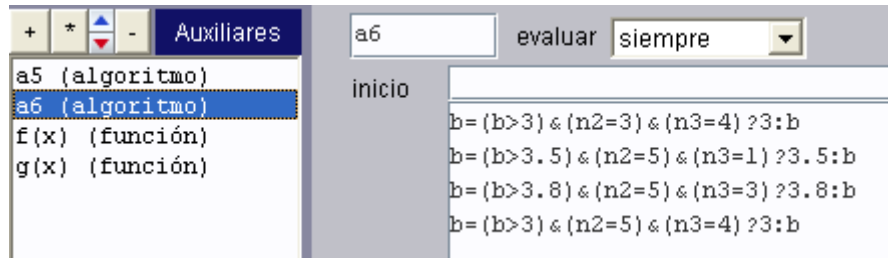 + * - Auxiliares
a5 (algoritmo)
a6 (algoritmo)
f(x) (función)
g(x) (función)
a6 evaluar siempre
inicio
b=(b>3)&(n2=3)&(n3=4)?3:b
b=(b>3.5)&(n2=5)&(n3=1)?3.5:b
b=(b>3.8)&(n2=5)&(n3=3)?3.8:b
b=(b>3)&(n2=5)&(n3=4)?3:b